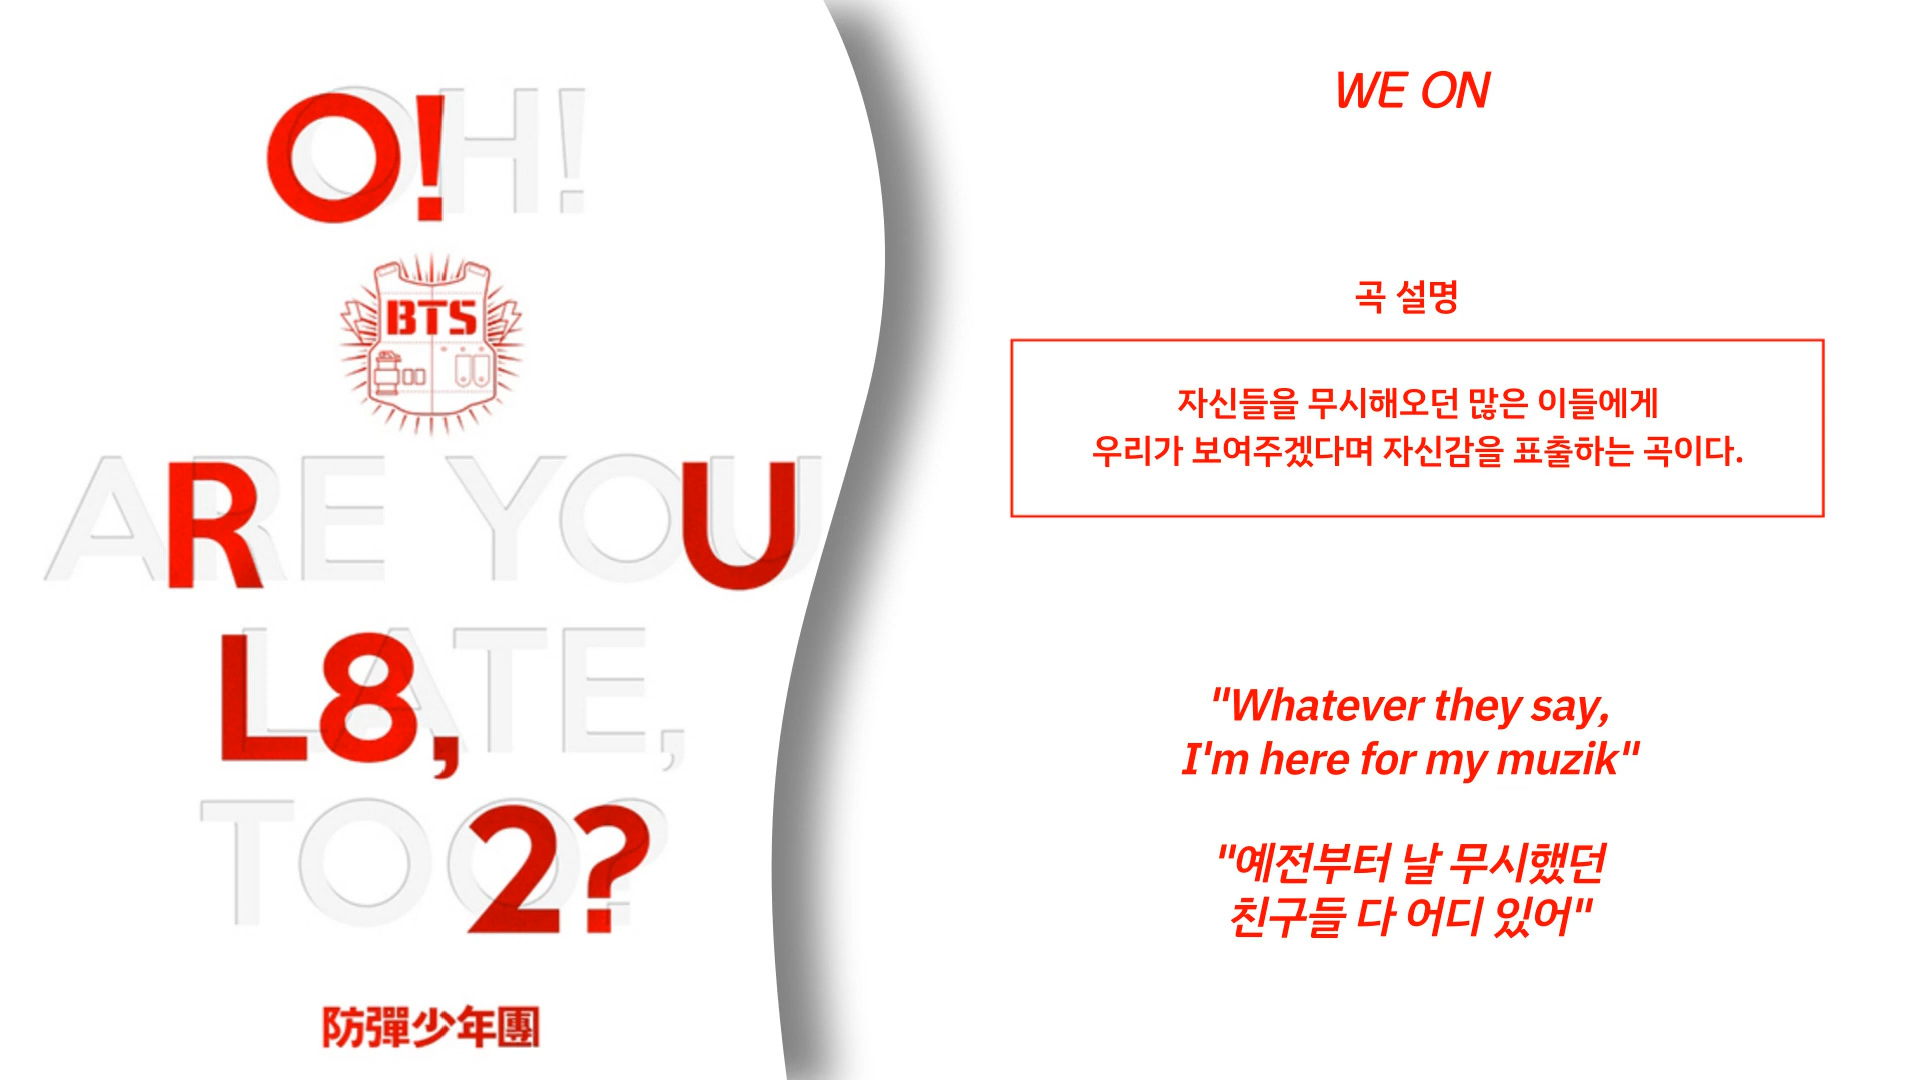 OH!
O!
BTS
ARE YOU
R U
LATE,
L8,
TOO?
2?
防彈少年團
WE ON
곡 설명
자신들을 무시해오던 많은 이들에게
우리가 보여주겠다며 자신감을 표출하는 곡이다.
"Whatever they say,
I'm here for my muzik"
"예전부터 날 무시했던
친구들 다 어디 있어"